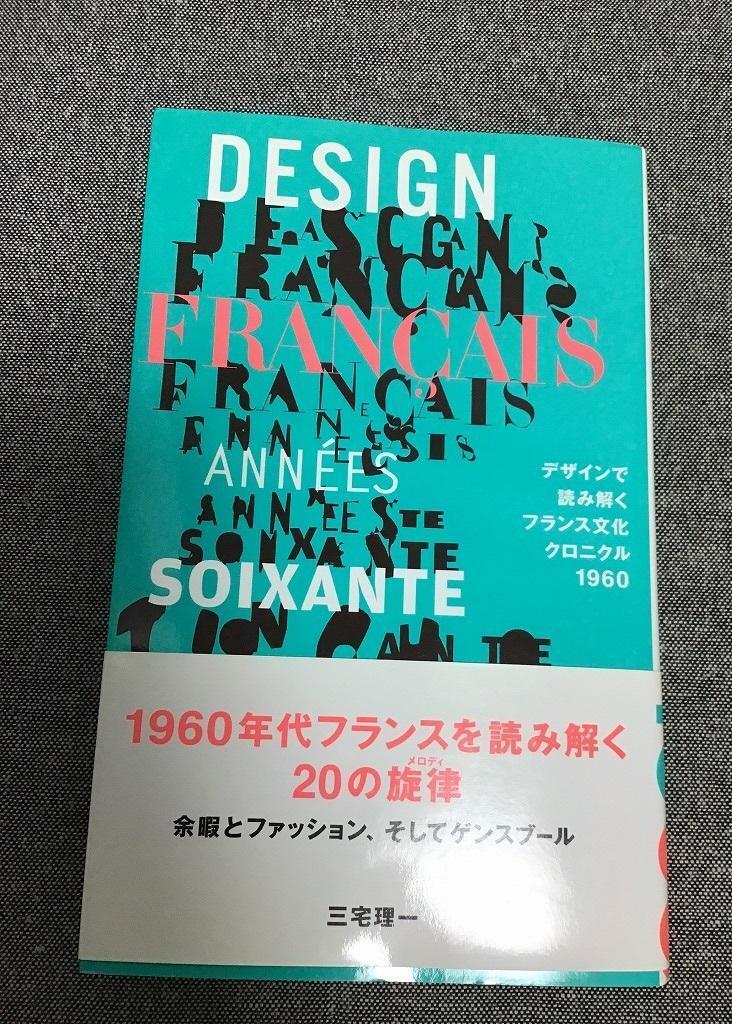 DESIGN
FRANÇAIS
FRANÇAIS
ANNÉES
SOIXANTE
SOIXANTE
デザインで
読み解く
フランス文化
クロニクル
1960
1960年代フランスを読み解く
メロディ
20の旋律
余暇とファッション、そしてゲンスブール
三宅理一